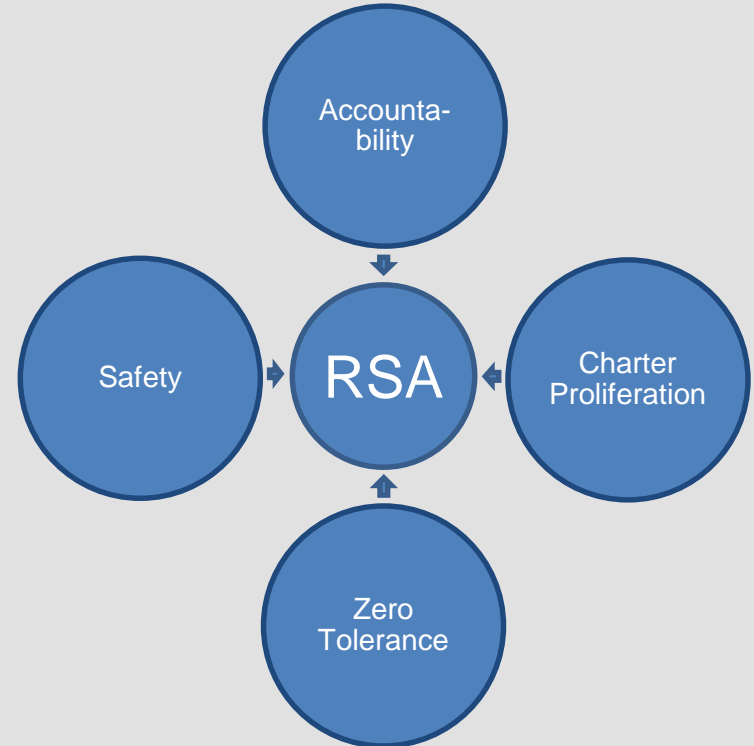 Accounta-
bility
Safety
RSA
Charter
Proliferation
Zero
Tolerance